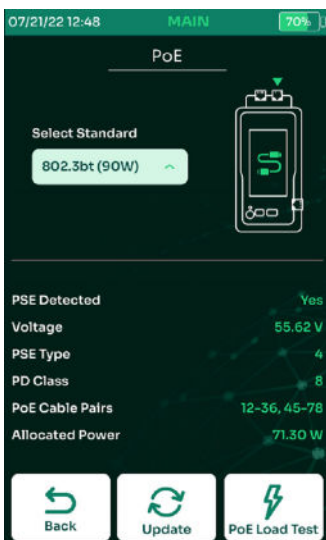 07/21/22 12:48 MAIN 70%
PoE
Select Standard
802.3bt (90W)
PSE Detected Yes
Voltage 55.62 V
PSE Type 4
PD Class 8
PoE Cable Pairs 12-36, 45-78
Allocated Power 71.30 W
Back Update PoE Load Test